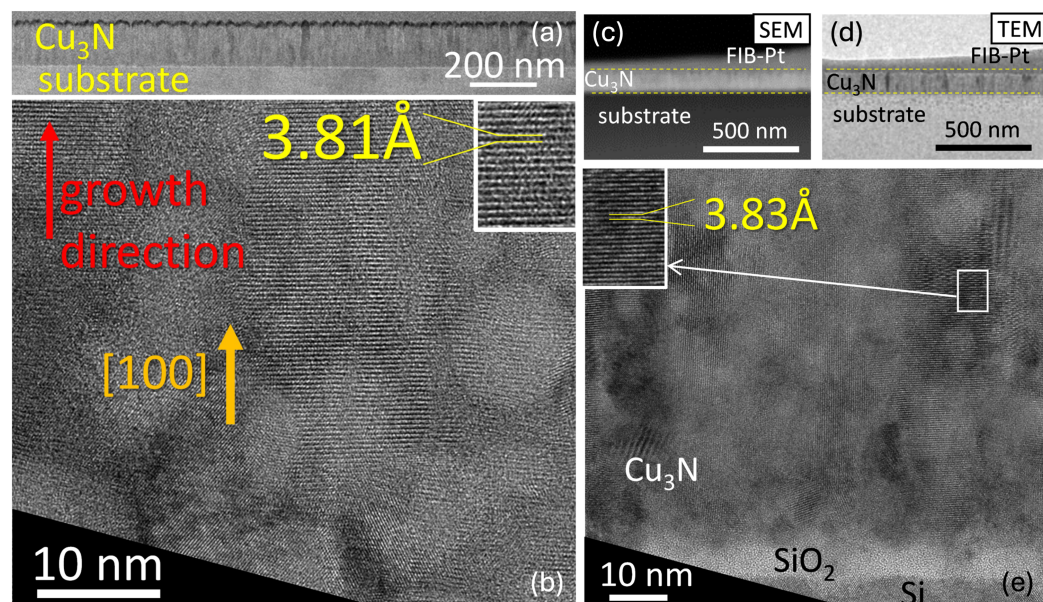 Cu₃N
substrate
(a)
200 nm
3.81Å
growth
direction
[100]
10 nm
(b)
(c)
SEM
FIB-Pt
Cu₃N
substrate
500 nm
(d)
TEM
FIB-Pt
Cu₃N
substrate
500 nm
3.83Å
Cu₃N
SiO₂
Si
10 nm
(e)